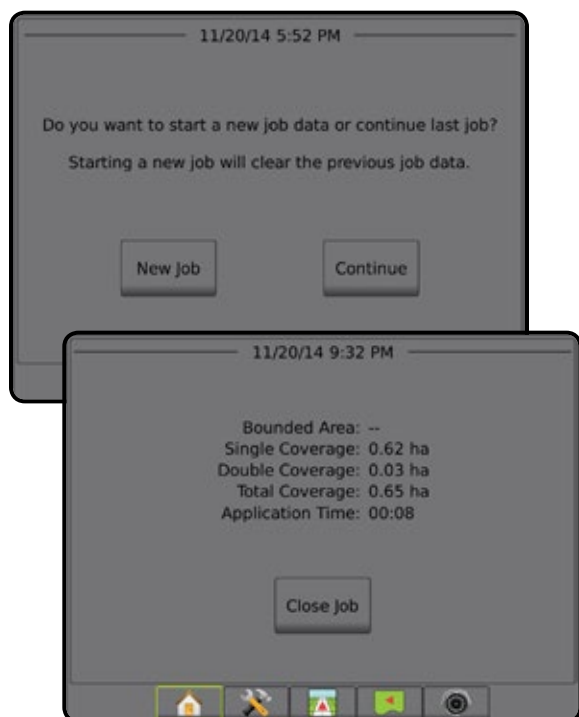 11/20/14 5:52 PM
Do you want to start a new job data or continue last job?
Starting a new job will clear the previous job data.
New Job
Continue
11/20/14 9:32 PM
Bounded Area: --
Single Coverage: 0.62 ha
Double Coverage: 0.03 ha
Total Coverage: 0.65 ha
Application Time: 00:08
Close Job